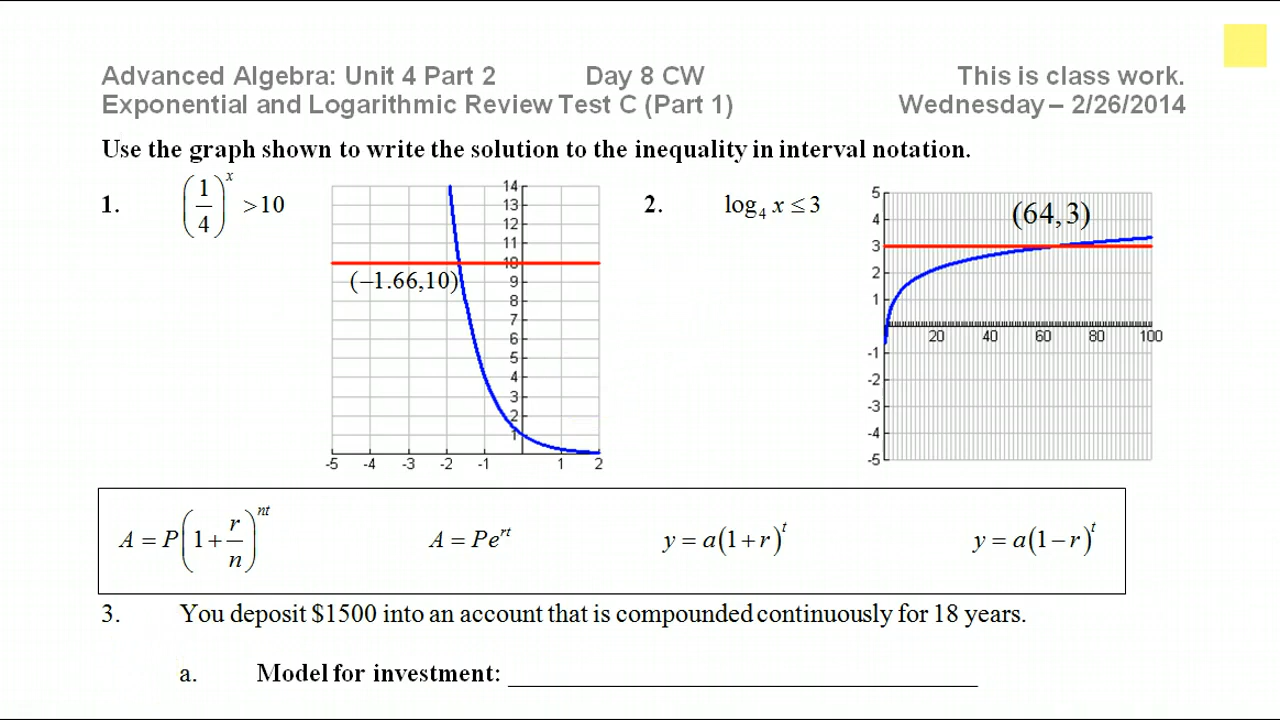 Advanced Algebra: Unit 4 Part 2 Day 8 CW This is class work.
Exponential and Logarithmic Review Test C (Part 1) Wednesday – 2/26/2014
Use the graph shown to write the solution to the inequality in interval notation.
1. (1/4)^x > 10
14
13
12
11
10
9
8
7
6
5
4
3
2
1
(−1.66,10)
-5 -4 -3 -2 -1 1 2
2. log₄ x ≤ 3
5
4
3
2
1
-1
-2
-3
-4
-5
(64,3)
20 40 60 80 100
A = P(1 + r/n)^nt A = Pe^rt y = a(1+r)^t y = a(1−r)^t
3. You deposit $1500 into an account that is compounded continuously for 18 years.
a. Model for investment: